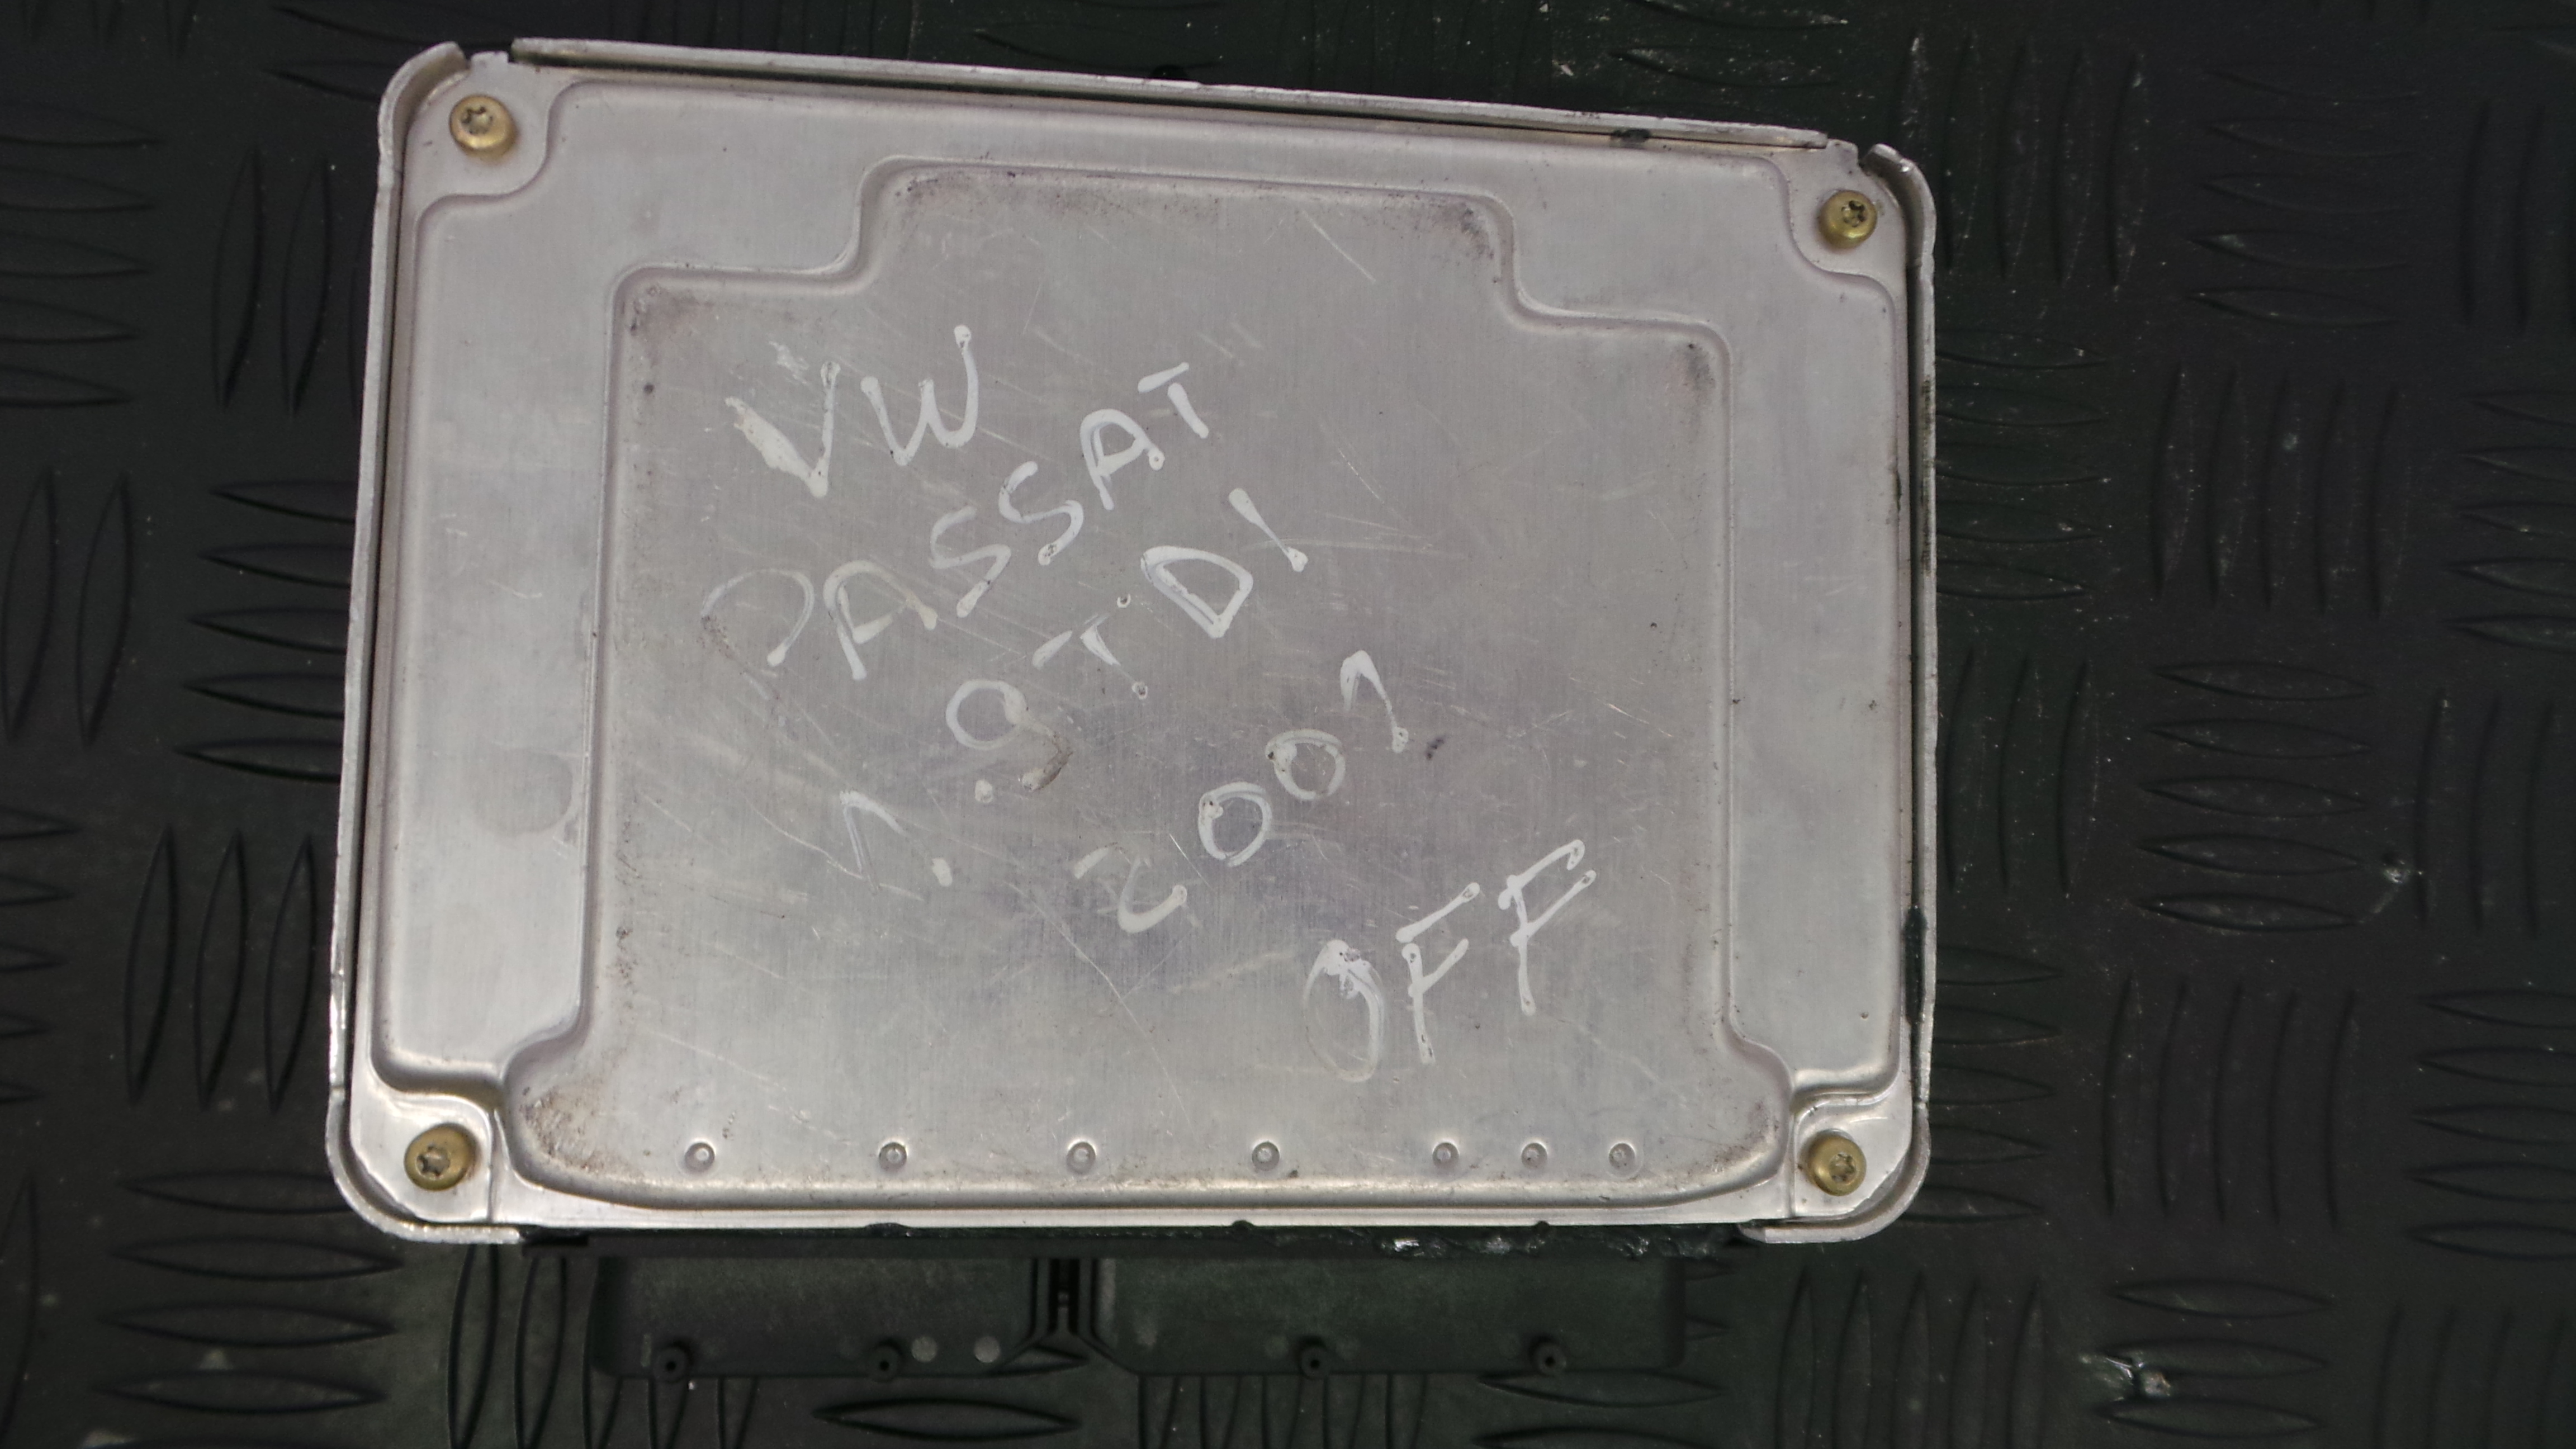 VW
PASSAT
1.9 TDI
2001
OFF